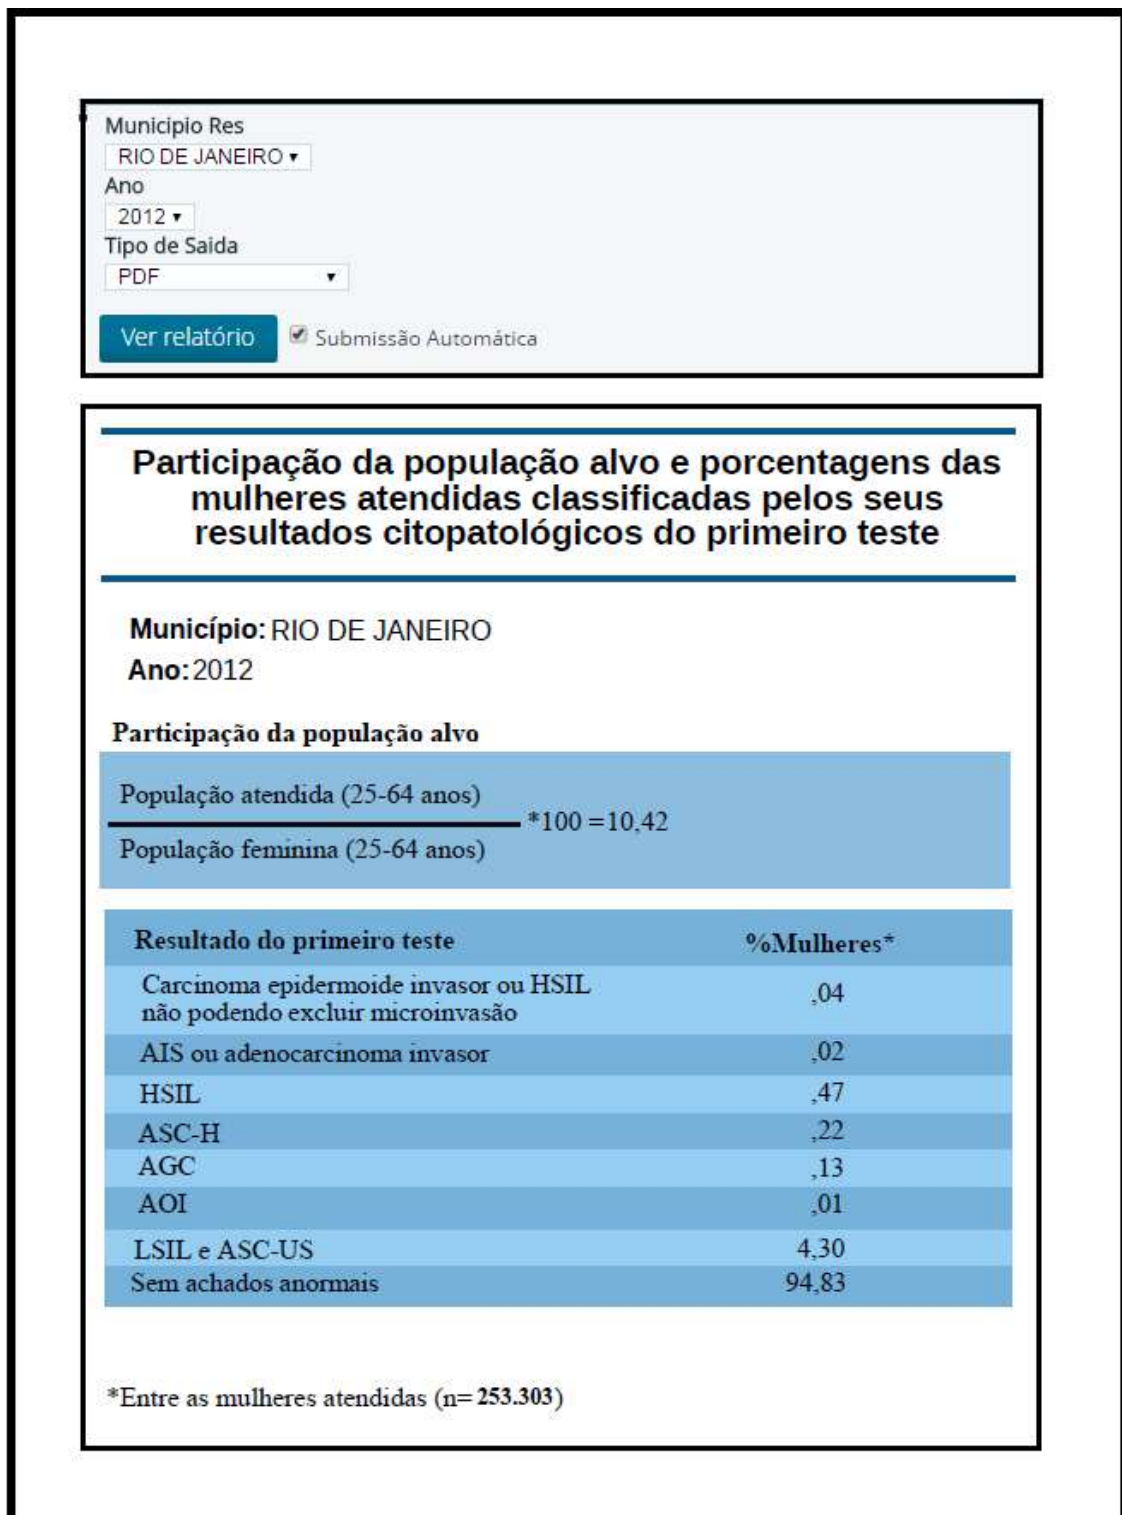 Municipio Res
RIO DE JANEIRO
Ano
2012
Tipo de Saida
PDF
Ver relatório Submissão Automática
Participação da população alvo e porcentagens das
mulheres atendidas classificadas pelos seus
resultados citopatológicos do primeiro teste
Município: RIO DE JANEIRO
Ano: 2012
Participação da população alvo
População atendida (25-64 anos)
*100 =10,42
População feminina (25-64 anos)
Resultado do primeiro teste %Mulheres*
Carcinoma epidermoide invasor ou HSIL
não podendo excluir microinvasão ,04
AIS ou adenocarcinoma invasor ,02
HSIL ,47
ASC-H ,22
AGC ,13
AOI ,01
LSIL e ASC-US 4,30
Sem achados anormais 94,83
*Entre as mulheres atendidas (n= 253.303)